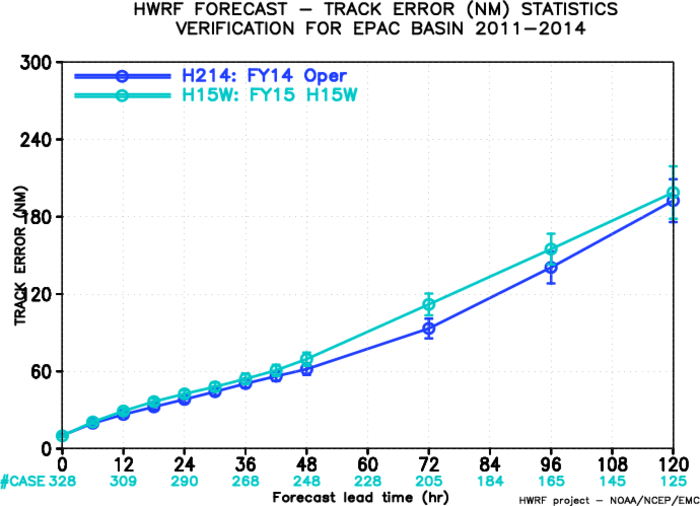 HWRF FORECAST – TRACK ERROR (NM) STATISTICS
VERIFICATION FOR EPAC BASIN 2011–2014
H214: FY14 Oper
H15W: FY15 H15W
300
240
180
120
60
0
TRACK ERROR (NM)
0 12 24 36 48 60 72 84 96 108 120
#CASE 328 309 290 268 248 228 205 184 165 145 125
Forecast lead time (hr)
HWRF project – NOAA/NCEP/EMC